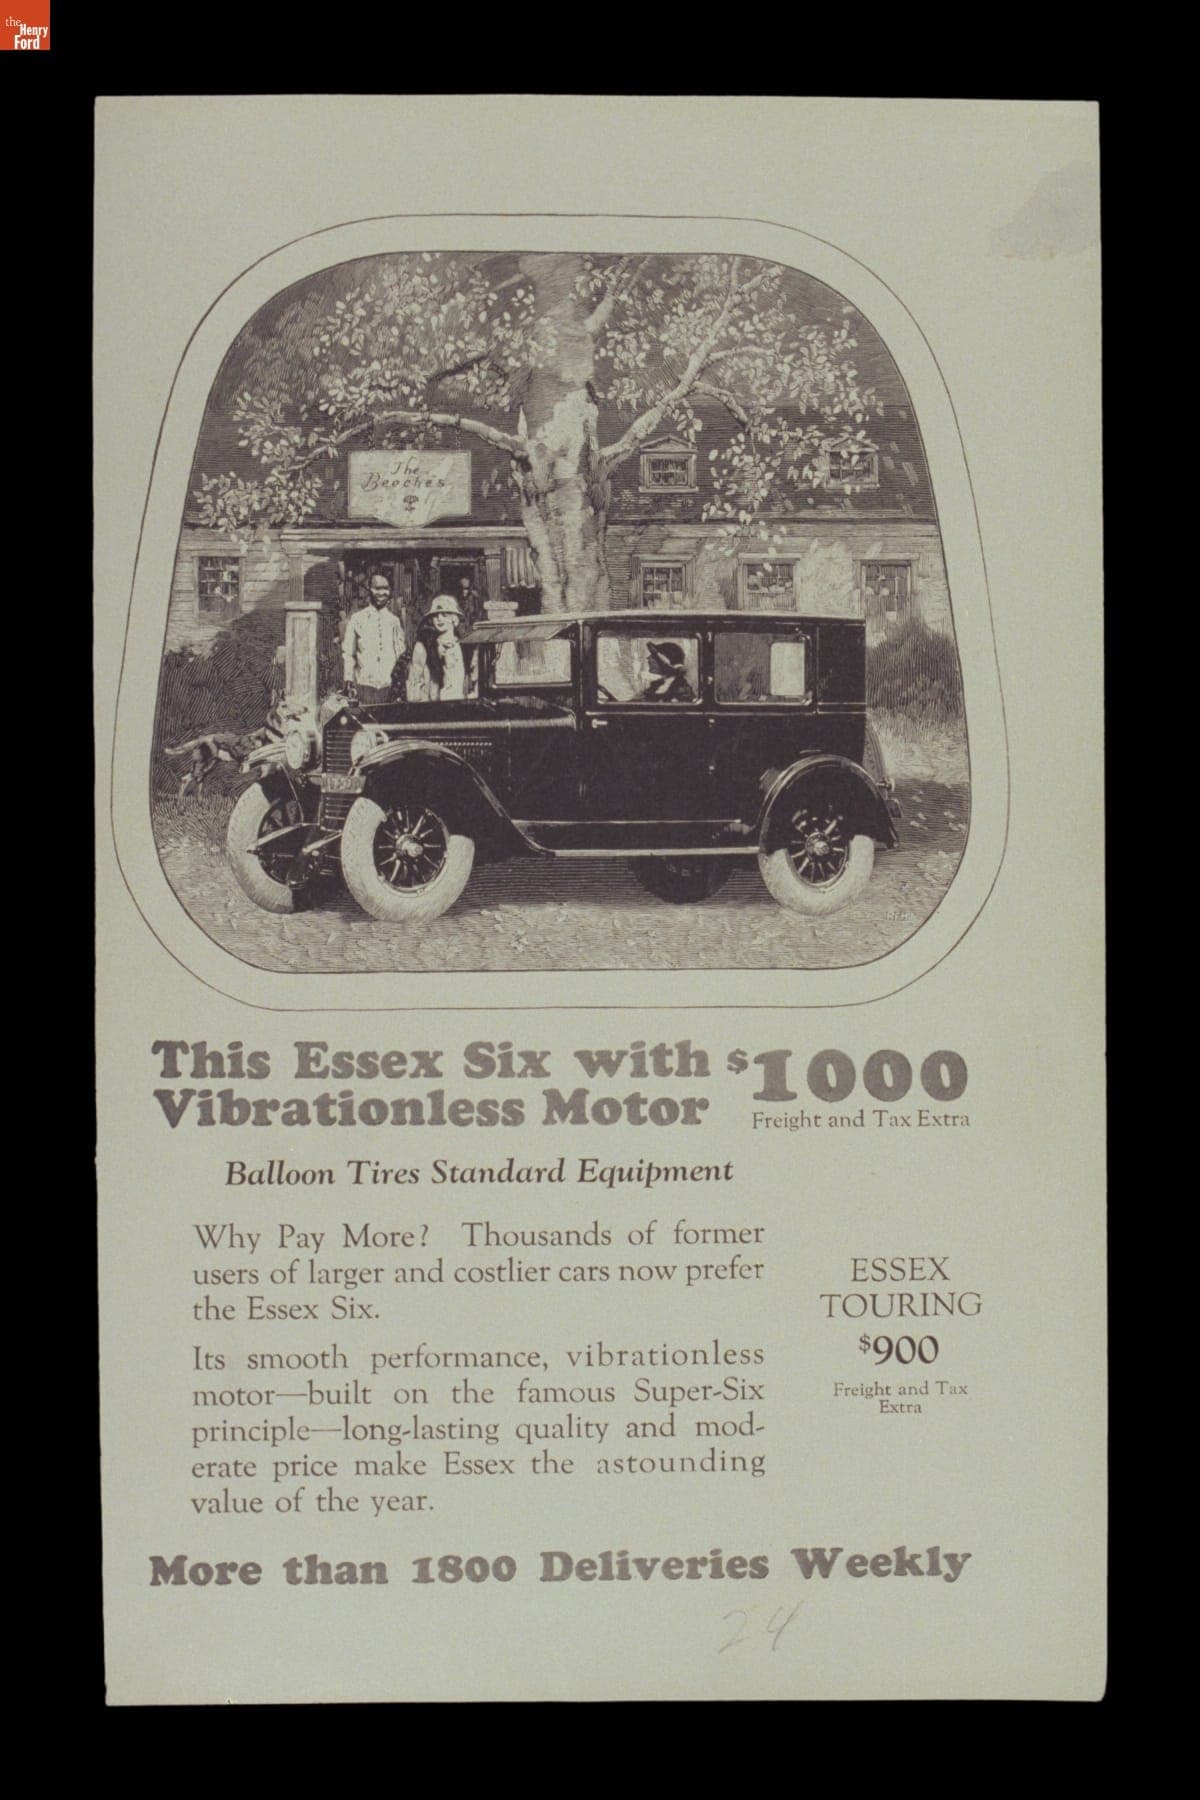 the
Henry
Ford
The
Beeches
This Essex Six with
Vibrationless Motor
$1000
Freight and Tax Extra
Balloon Tires Standard Equipment
Why Pay More? Thousands of former
users of larger and costlier cars now prefer
the Essex Six.
Its smooth performance, vibrationless
motor—built on the famous Super-Six
principle—long-lasting quality and mod-
erate price make Essex the astounding
value of the year.
ESSEX
TOURING
$900
Freight and Tax
Extra
More than 1800 Deliveries Weekly
24